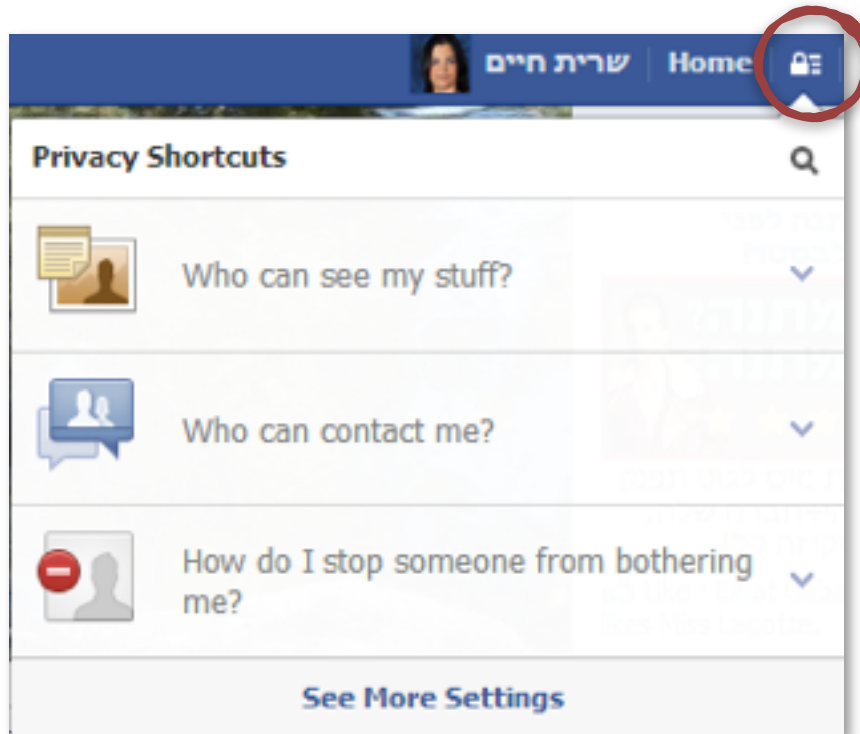 שרית חיים Home
Privacy Shortcuts
Who can see my stuff?
Who can contact me?
How do I stop someone from bothering
me?
See More Settings